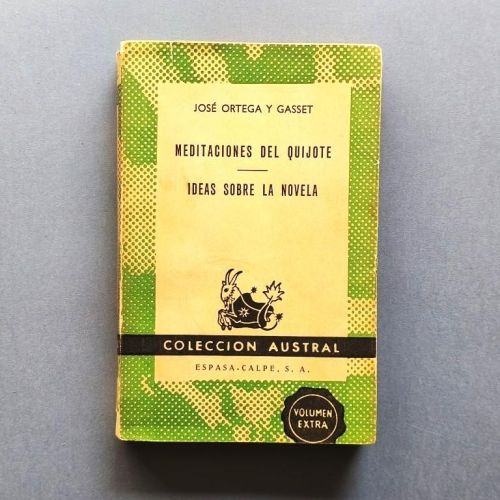 JOSÉ ORTEGA Y GASSET
MEDITACIONES DEL QUIJOTE
IDEAS SOBRE LA NOVELA
COLECCION AUSTRAL
ESPASA-CALPE, S. A.
VOLUMEN
EXTRA